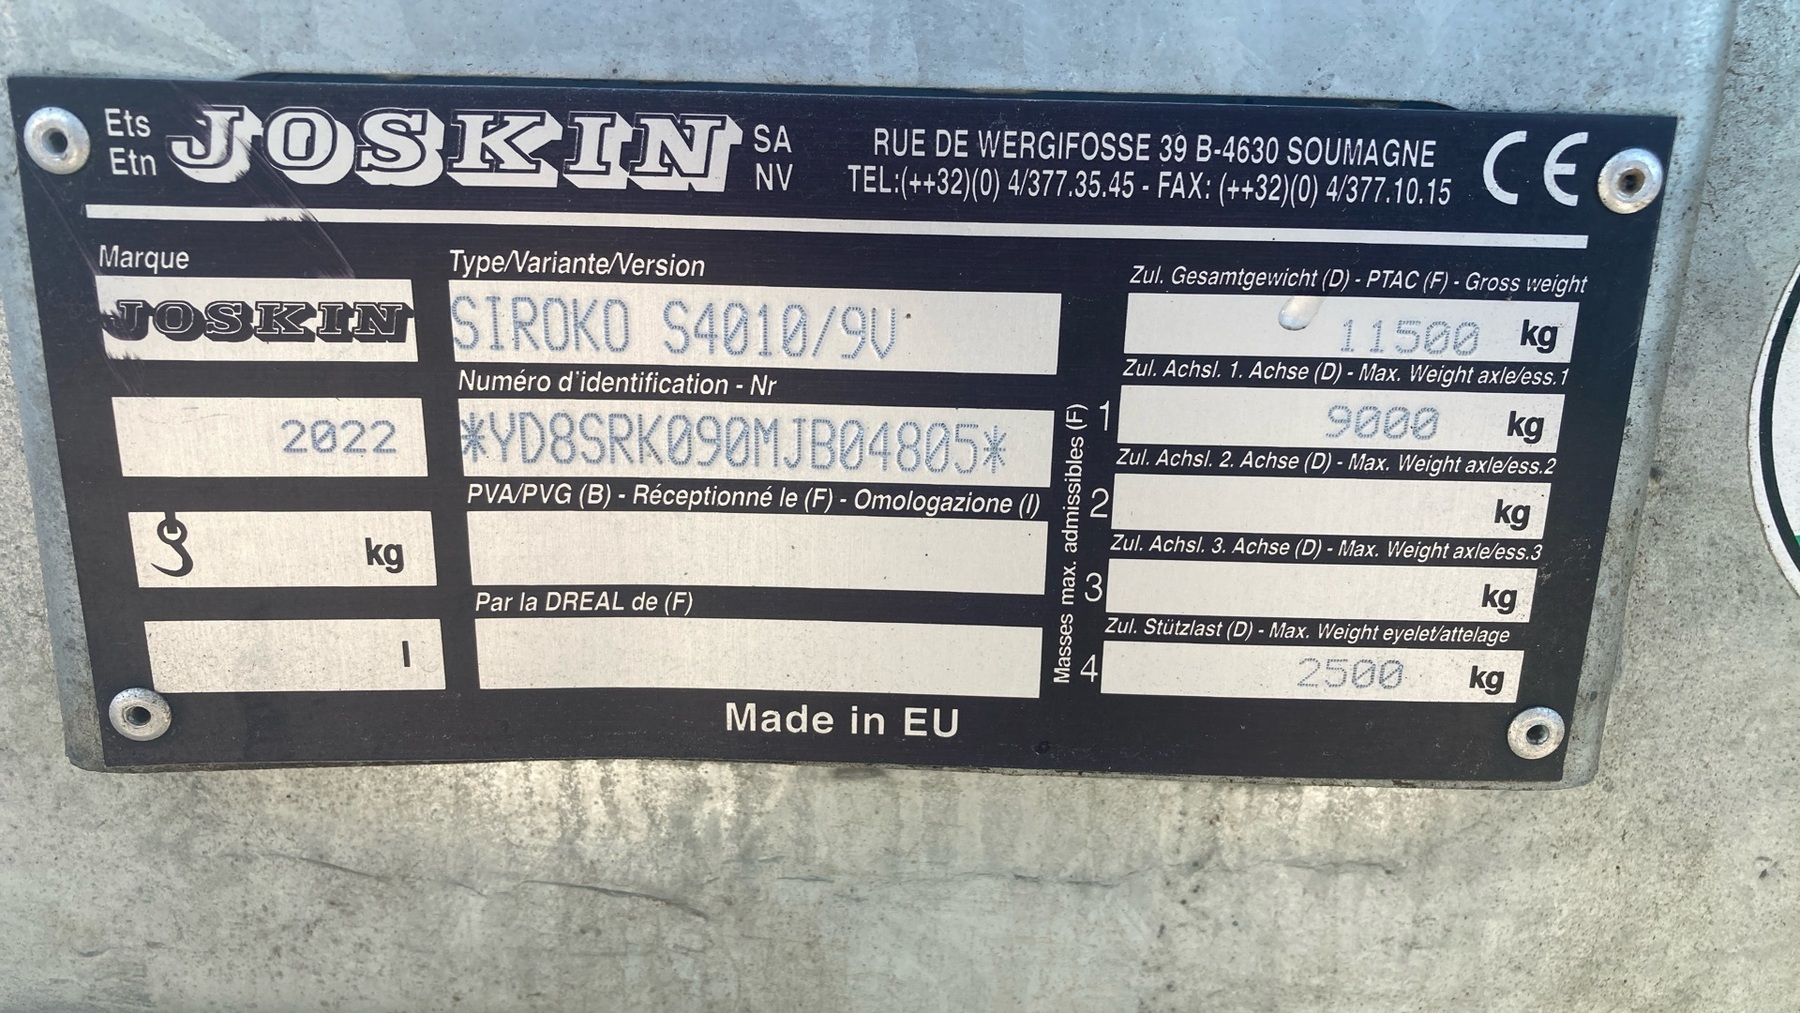 Ets JOSKIN SA
Etn NV
RUE DE WERGIFOSSE 39 B-4630 SOUMAGNE
TEL:(++32)(0) 4/377.35.45 - FAX: (++32)(0) 4/377.10.15
CE
Marque
JOSKIN
2022
kg
l
Type/Variante/Version
SIROKO S4010/9V
Numéro d'identification - Nr
*YD8SRK090MJB04805*
PVA/PVG (B) - Réceptionné le (F) - Omologazione (I)
Par la DREAL de (F)
Masses max. admissibles (F)
Zul. Gesamtgewicht (D) - PTAC (F) - Gross weight
11500 kg
Zul. Achsl. 1. Achse (D) - Max. Weight axle/ess.1
1 9000 kg
Zul. Achsl. 2. Achse (D) - Max. Weight axle/ess.2
2 kg
Zul. Achsl. 3. Achse (D) - Max. Weight axle/ess.3
3 kg
Zul. Stützlast (D) - Max. Weight eyelet/attelage
4 2500 kg
Made in EU